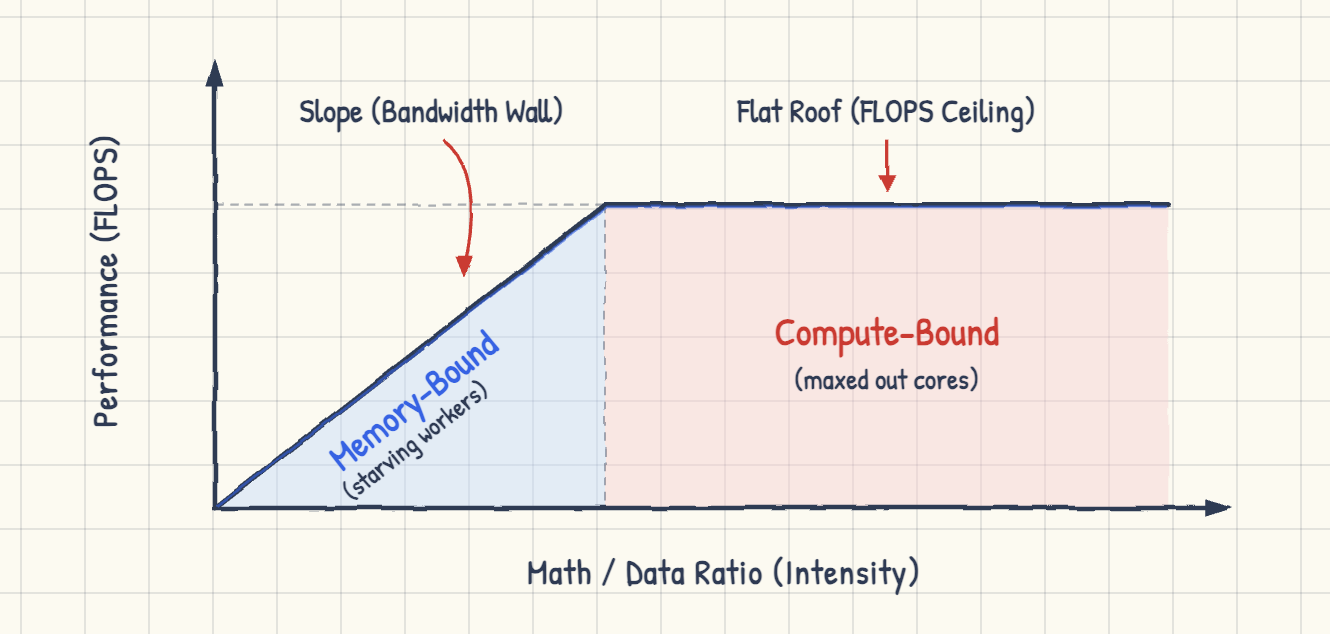 Slope (Bandwidth Wall)
Flat Roof (FLOPS Ceiling)
Performance (FLOPS)
Memory-Bound
(starving workers)
Compute-Bound
(maxed out cores)
Math / Data Ratio (Intensity)